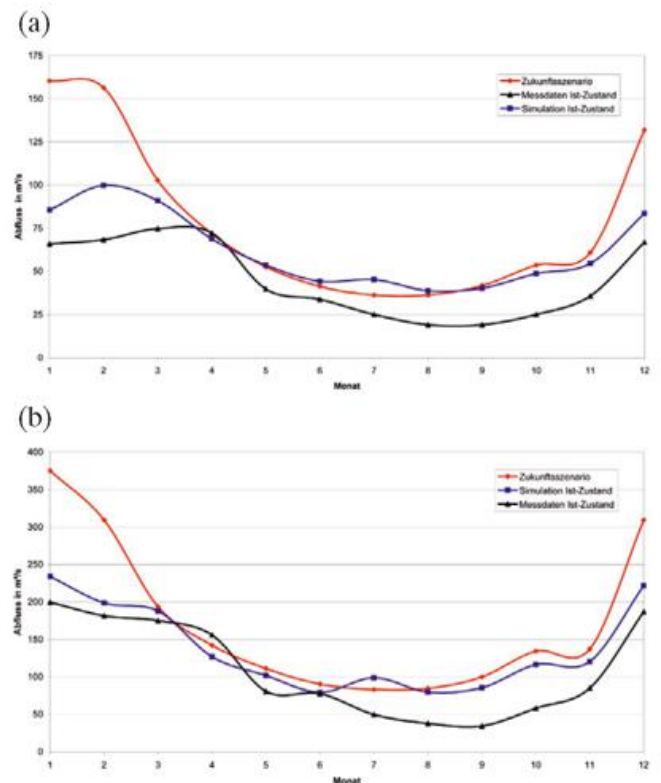 (a)
175
150
125
100
75
50
25
0
Abfluss in m³/s
Zukunftsszenario
Messdaten Ist-Zustand
Simulation Ist-Zustand
1 2 3 4 5 6 7 8 9 10 11 12
Monat
(b)
400
350
300
250
200
150
100
50
0
Abfluss in m³/s
Zukunftsszenario
Simulation Ist-Zustand
Messdaten Ist-Zustand
1 2 3 4 5 6 7 8 9 10 11 12
Monat